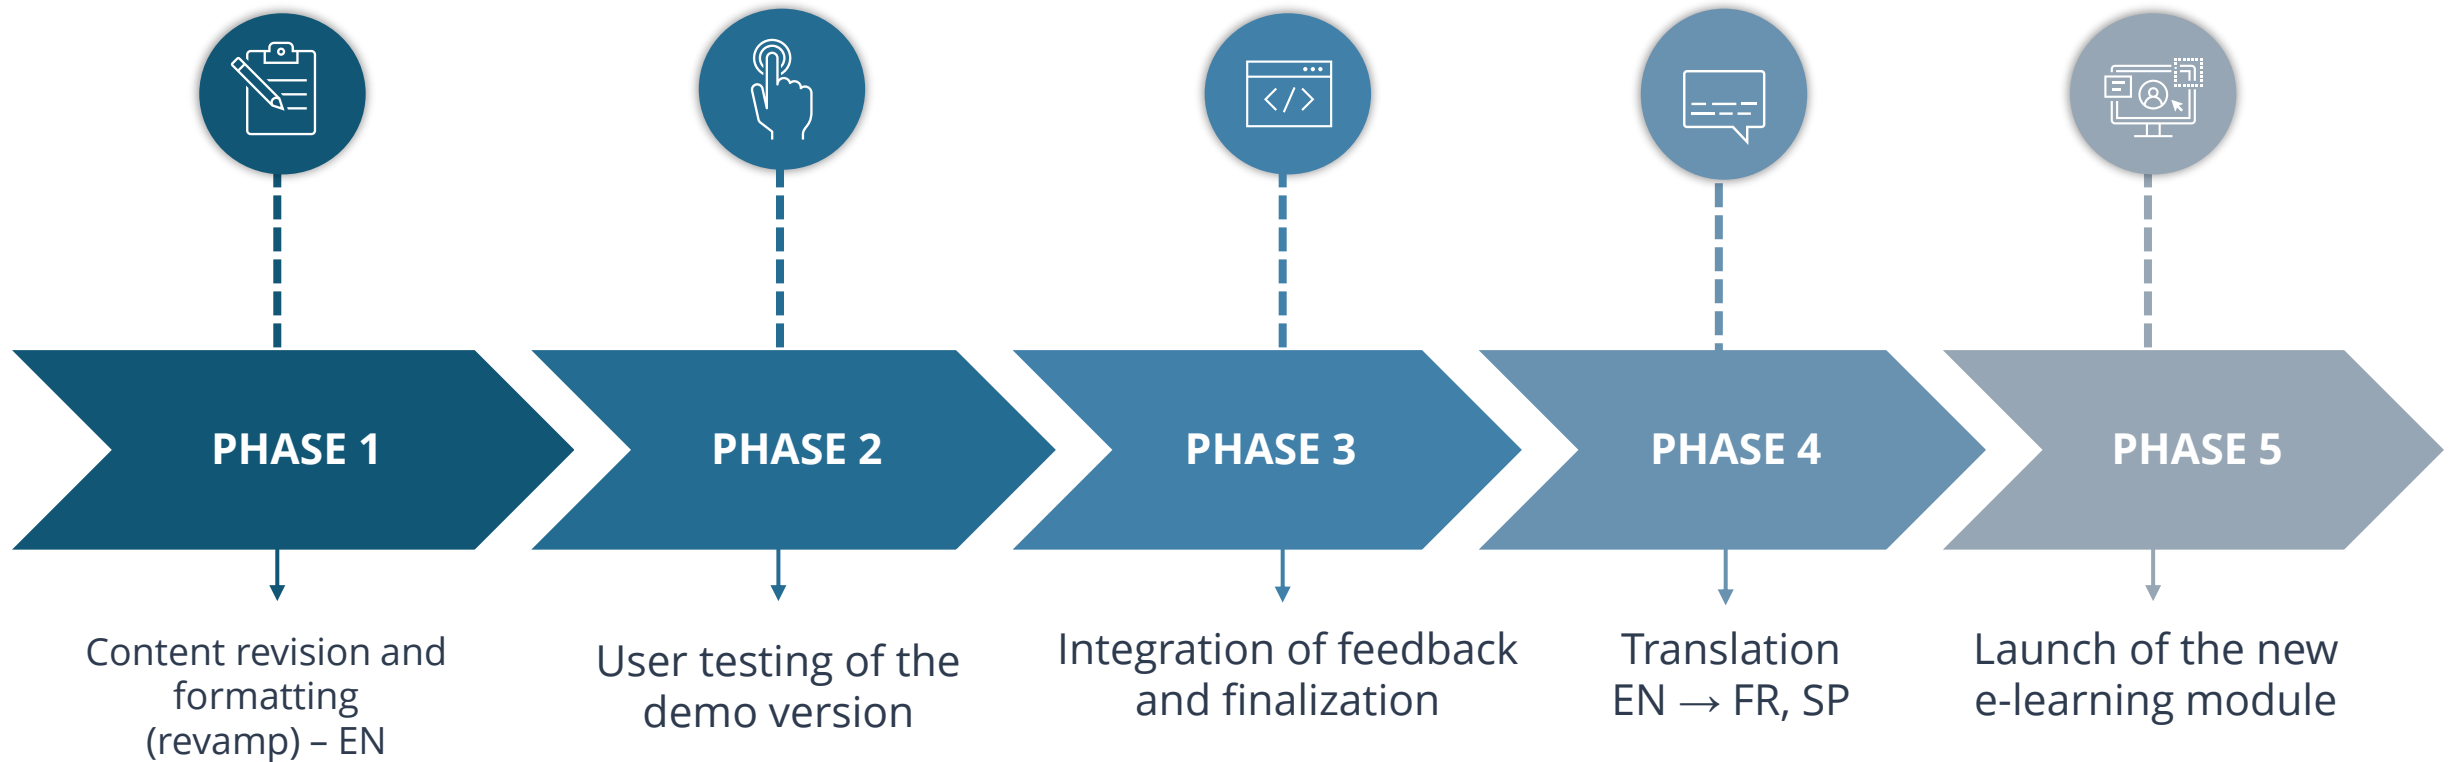 </>
PHASE 1
PHASE 2
PHASE 3
PHASE 4
PHASE 5
Content revision and
formatting
(revamp) – EN
User testing of the
demo version
Integration of feedback
and finalization
Translation
EN → FR, SP
Launch of the new
e-learning module